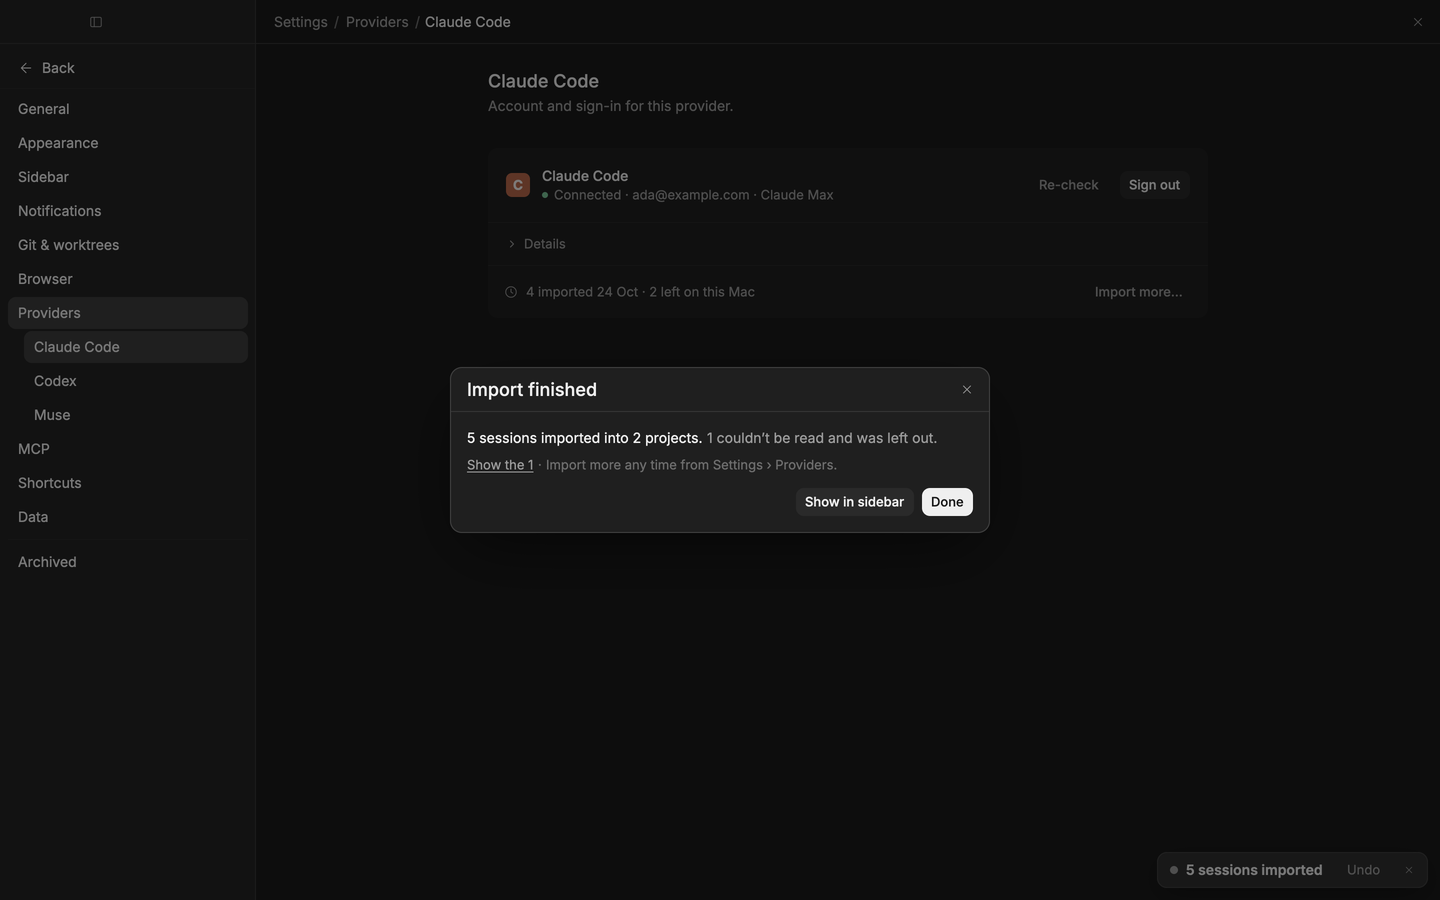 Settings / Providers / Claude Code
Back
General
Appearance
Sidebar
Notifications
Git & worktrees
Browser
Providers
Claude Code
Codex
Muse
MCP
Shortcuts
Data
Archived
Claude Code
Account and sign-in for this provider.
C
Claude Code
Connected · ada@example.com · Claude Max
Re-check
Sign out
Details
4 imported 24 Oct · 2 left on this Mac
Import more...
Import finished
5 sessions imported into 2 projects. 1 couldn’t be read and was left out.
Show the 1 · Import more any time from Settings › Providers.
Show in sidebar
Done
5 sessions imported
Undo